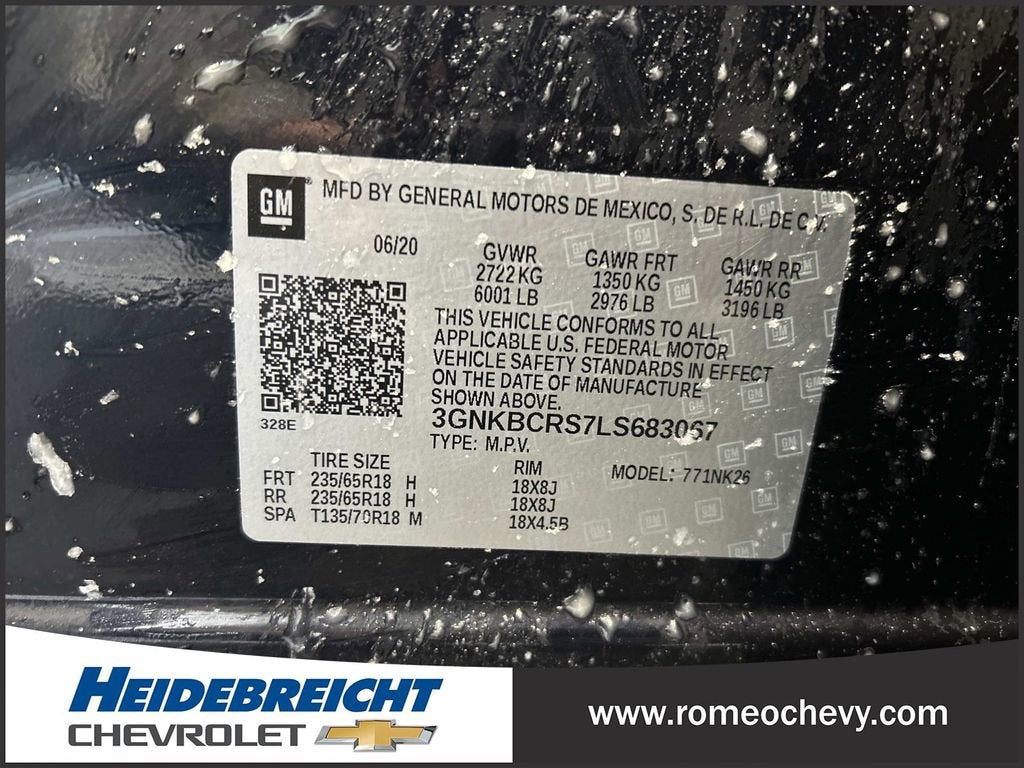 GM
MFD BY GENERAL MOTORS DE MEXICO, S. DE R.L. DE C.V.
06/20
GVWR
2722 KG
6001 LB
GAWR FRT
1350 KG
2976 LB
GAWR RR
1450 KG
3196 LB
THIS VEHICLE CONFORMS TO ALL
APPLICABLE U.S. FEDERAL MOTOR
VEHICLE SAFETY STANDARDS IN EFFECT
ON THE DATE OF MANUFACTURE
SHOWN ABOVE.
3GNKBCRS7LS683067
TYPE: M.P.V.
328E
TIRE SIZE
RIM
MODEL: 771NK26
FRT 235/65R18 H 18X8J
RR 235/65R18 H 18X8J
SPA T135/70R18 M 18X4.5B
HEIDEBREICHT
CHEVROLET
www.romeochevy.com